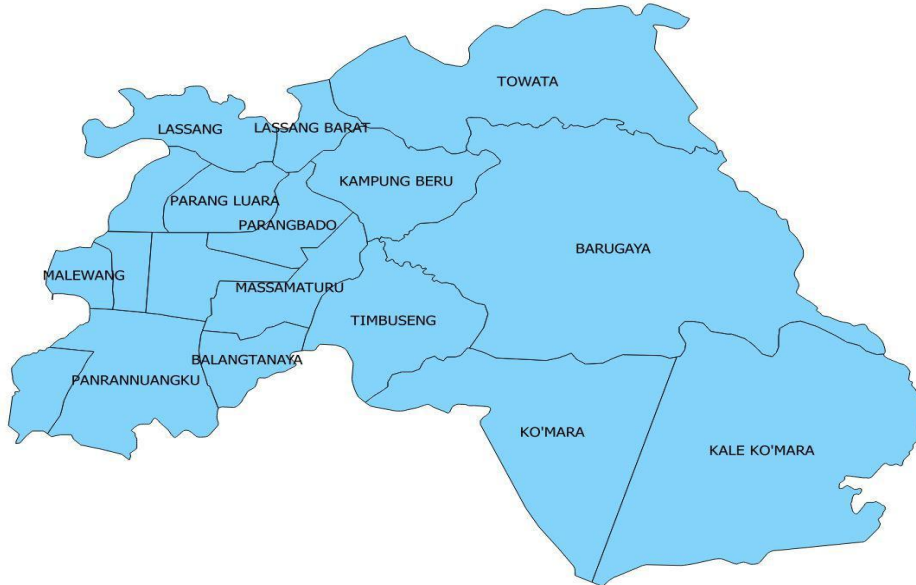 TOWATA
LASSANG
LASSANG BARAT
KAMPUNG BERU
PARANG LUARA
PARANGBADO
BARUGAYA
MALEWANG
MASSAMATURU
TIMBUSENG
BALANGTANAYA
PANRANNUANGKU
KO'MARA
KALE KO'MARA